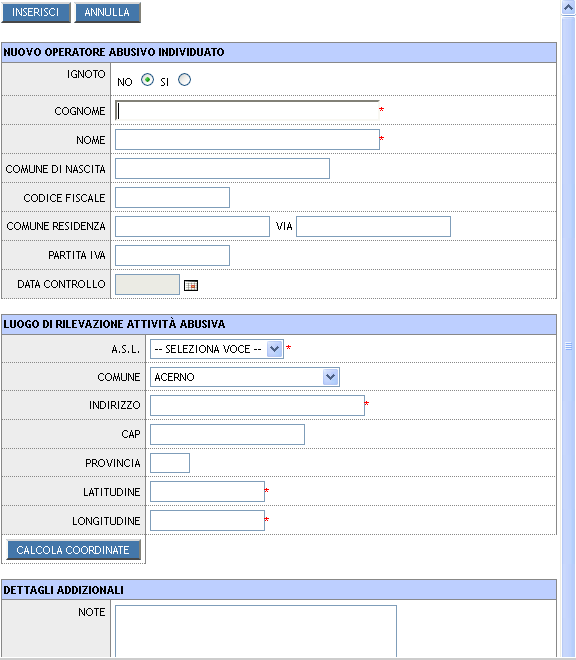 INSERISCI ANNULLA
NUOVO OPERATORE ABUSIVO INDIVIDUATO
IGNOTO NO SI
COGNOME *
NOME *
COMUNE DI NASCITA
CODICE FISCALE
COMUNE RESIDENZA VIA
PARTITA IVA
DATA CONTROLLO
LUOGO DI RILEVAZIONE ATTIVITÀ ABUSIVA
A.S.L. -- SELEZIONA VOCE -- *
COMUNE ACERNO
INDIRIZZO *
CAP
PROVINCIA
LATITUDINE *
LONGITUDINE *
CALCOLA COORDINATE
DETTAGLI ADDIZIONALI
NOTE